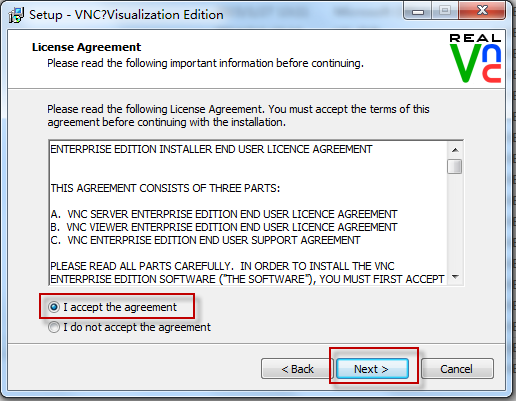 Setup - VNC?Visualization Edition
License Agreement
Please read the following important information before continuing.
REAL
VNC
Please read the following License Agreement. You must accept the terms of this
agreement before continuing with the installation.
ENTERPRISE EDITION INSTALLER END USER LICENCE AGREEMENT
THIS AGREEMENT CONSISTS OF THREE PARTS:
A. VNC SERVER ENTERPRISE EDITION END USER LICENCE AGREEMENT
B. VNC VIEWER ENTERPRISE EDITION END USER LICENCE AGREEMENT
C. VNC ENTERPRISE EDITION END USER SUPPORT AGREEMENT
PLEASE READ ALL PARTS CAREFULLY. IN ORDER TO INSTALL THE VNC
ENTERPRISE EDITION SOFTWARE ("THE SOFTWARE"), YOU MUST FIRST ACCEPT
I accept the agreement
I do not accept the agreement
< Back Next > Cancel